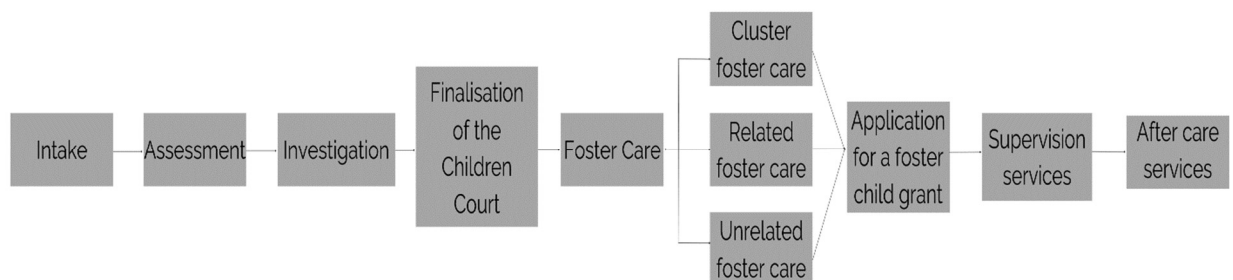 Intake
Assessment
Investigation
Finalisation
of the
Children
Court
Foster Care
Cluster
foster care
Related
foster care
Unrelated
foster care
Application
for a foster
child grant
Supervision
services
After care
services